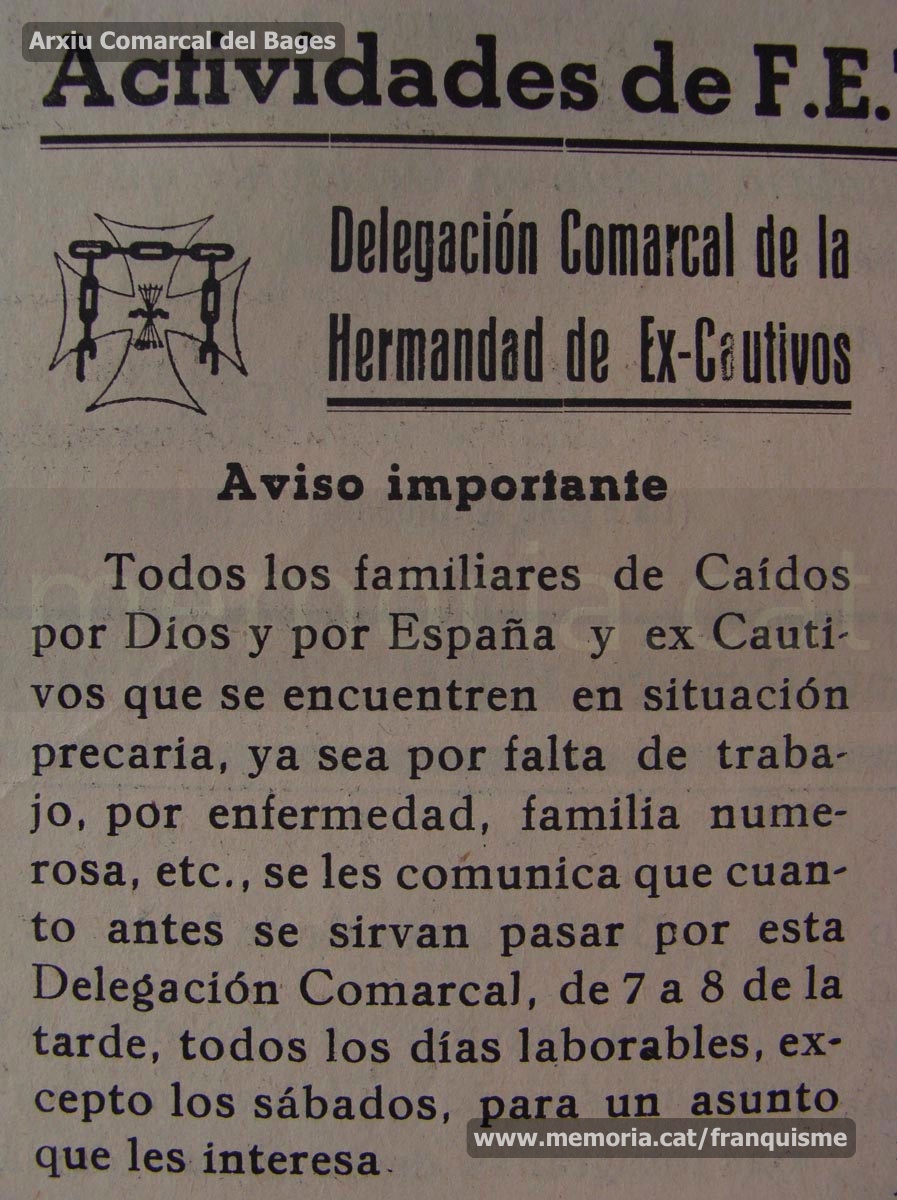 Arxiu Comarcal del Bages
Actividades de F.E.
Delegación Comarcal de la
Hermandad de Ex-Cautivos
Aviso importante
Todos los familiares de Caídos
por Dios y por España y ex Cauti-
vos que se encuentren en situación
precaria, ya sea por falta de traba-
jo, por enfermedad, familia nume-
rosa, etc., se les comunica que cuan-
to antes se sirvan pasar por esta
Delegación Comarcal, de 7 a 8 de la
tarde, todos los días laborables, ex-
cepto los sábados, para un asunto
que les interesa.
memoria.cat
www.memoria.cat/franquisme